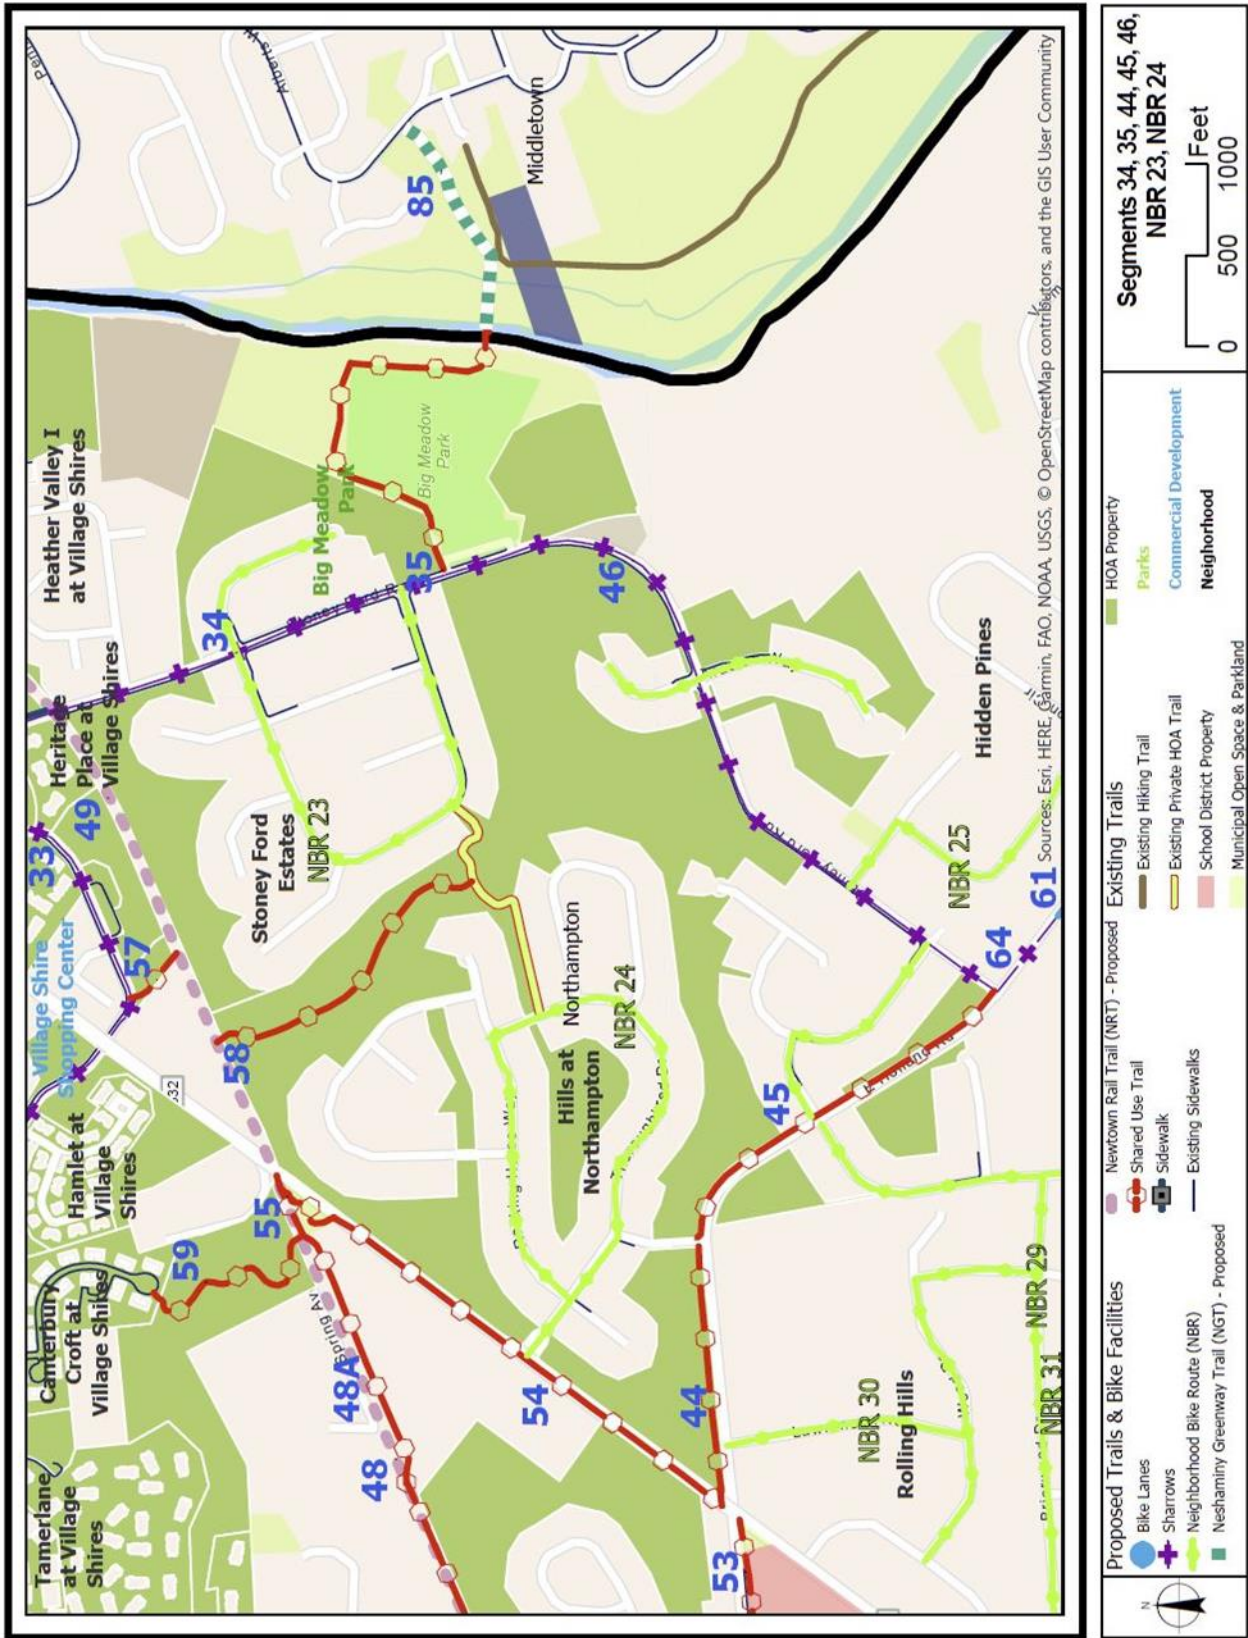 Tamerlane
at Village
Shires
Canterbury
Croft at
Village Shires
Hamlet at
Village
Shires
Village Shire
Shopping Center
Heritage
Place at
Village Shires
Heather Valley I
at Village Shires
33
49
57
332
59
55
58
34
Stoney Ford
Estates
NBR 23
Big Meadow
Park
Big Meadow
Park
35
85
Middletown
48
48A
Spring Av
54
Hills at
Northampton
Northampton
NBR 24
46
44
45
53
NBR 30
Rolling Hills
NBR 29
NBR 31
64
61
NBR 25
Hidden Pines
Sources: Esri, HERE, Garmin, FAO, NOAA, USGS, © OpenStreetMap contributors, and the GIS User Community
N
Proposed Trails & Bike Facilities
Bike Lanes
Sharrows
Neighborhood Bike Route (NBR)
Neshaminy Greenway Trail (NGT) - Proposed
Newtown Rail Trail (NRT) - Proposed
Shared Use Trail
Sidewalk
Existing Sidewalks
Existing Trails
Existing Hiking Trail
Existing Private HOA Trail
School District Property
Municipal Open Space & Parkland
HOA Property
Parks
Commercial Development
Neighorhood
Segments 34, 35, 44, 45, 46,
NBR 23, NBR 24
0 500 1000
Feet